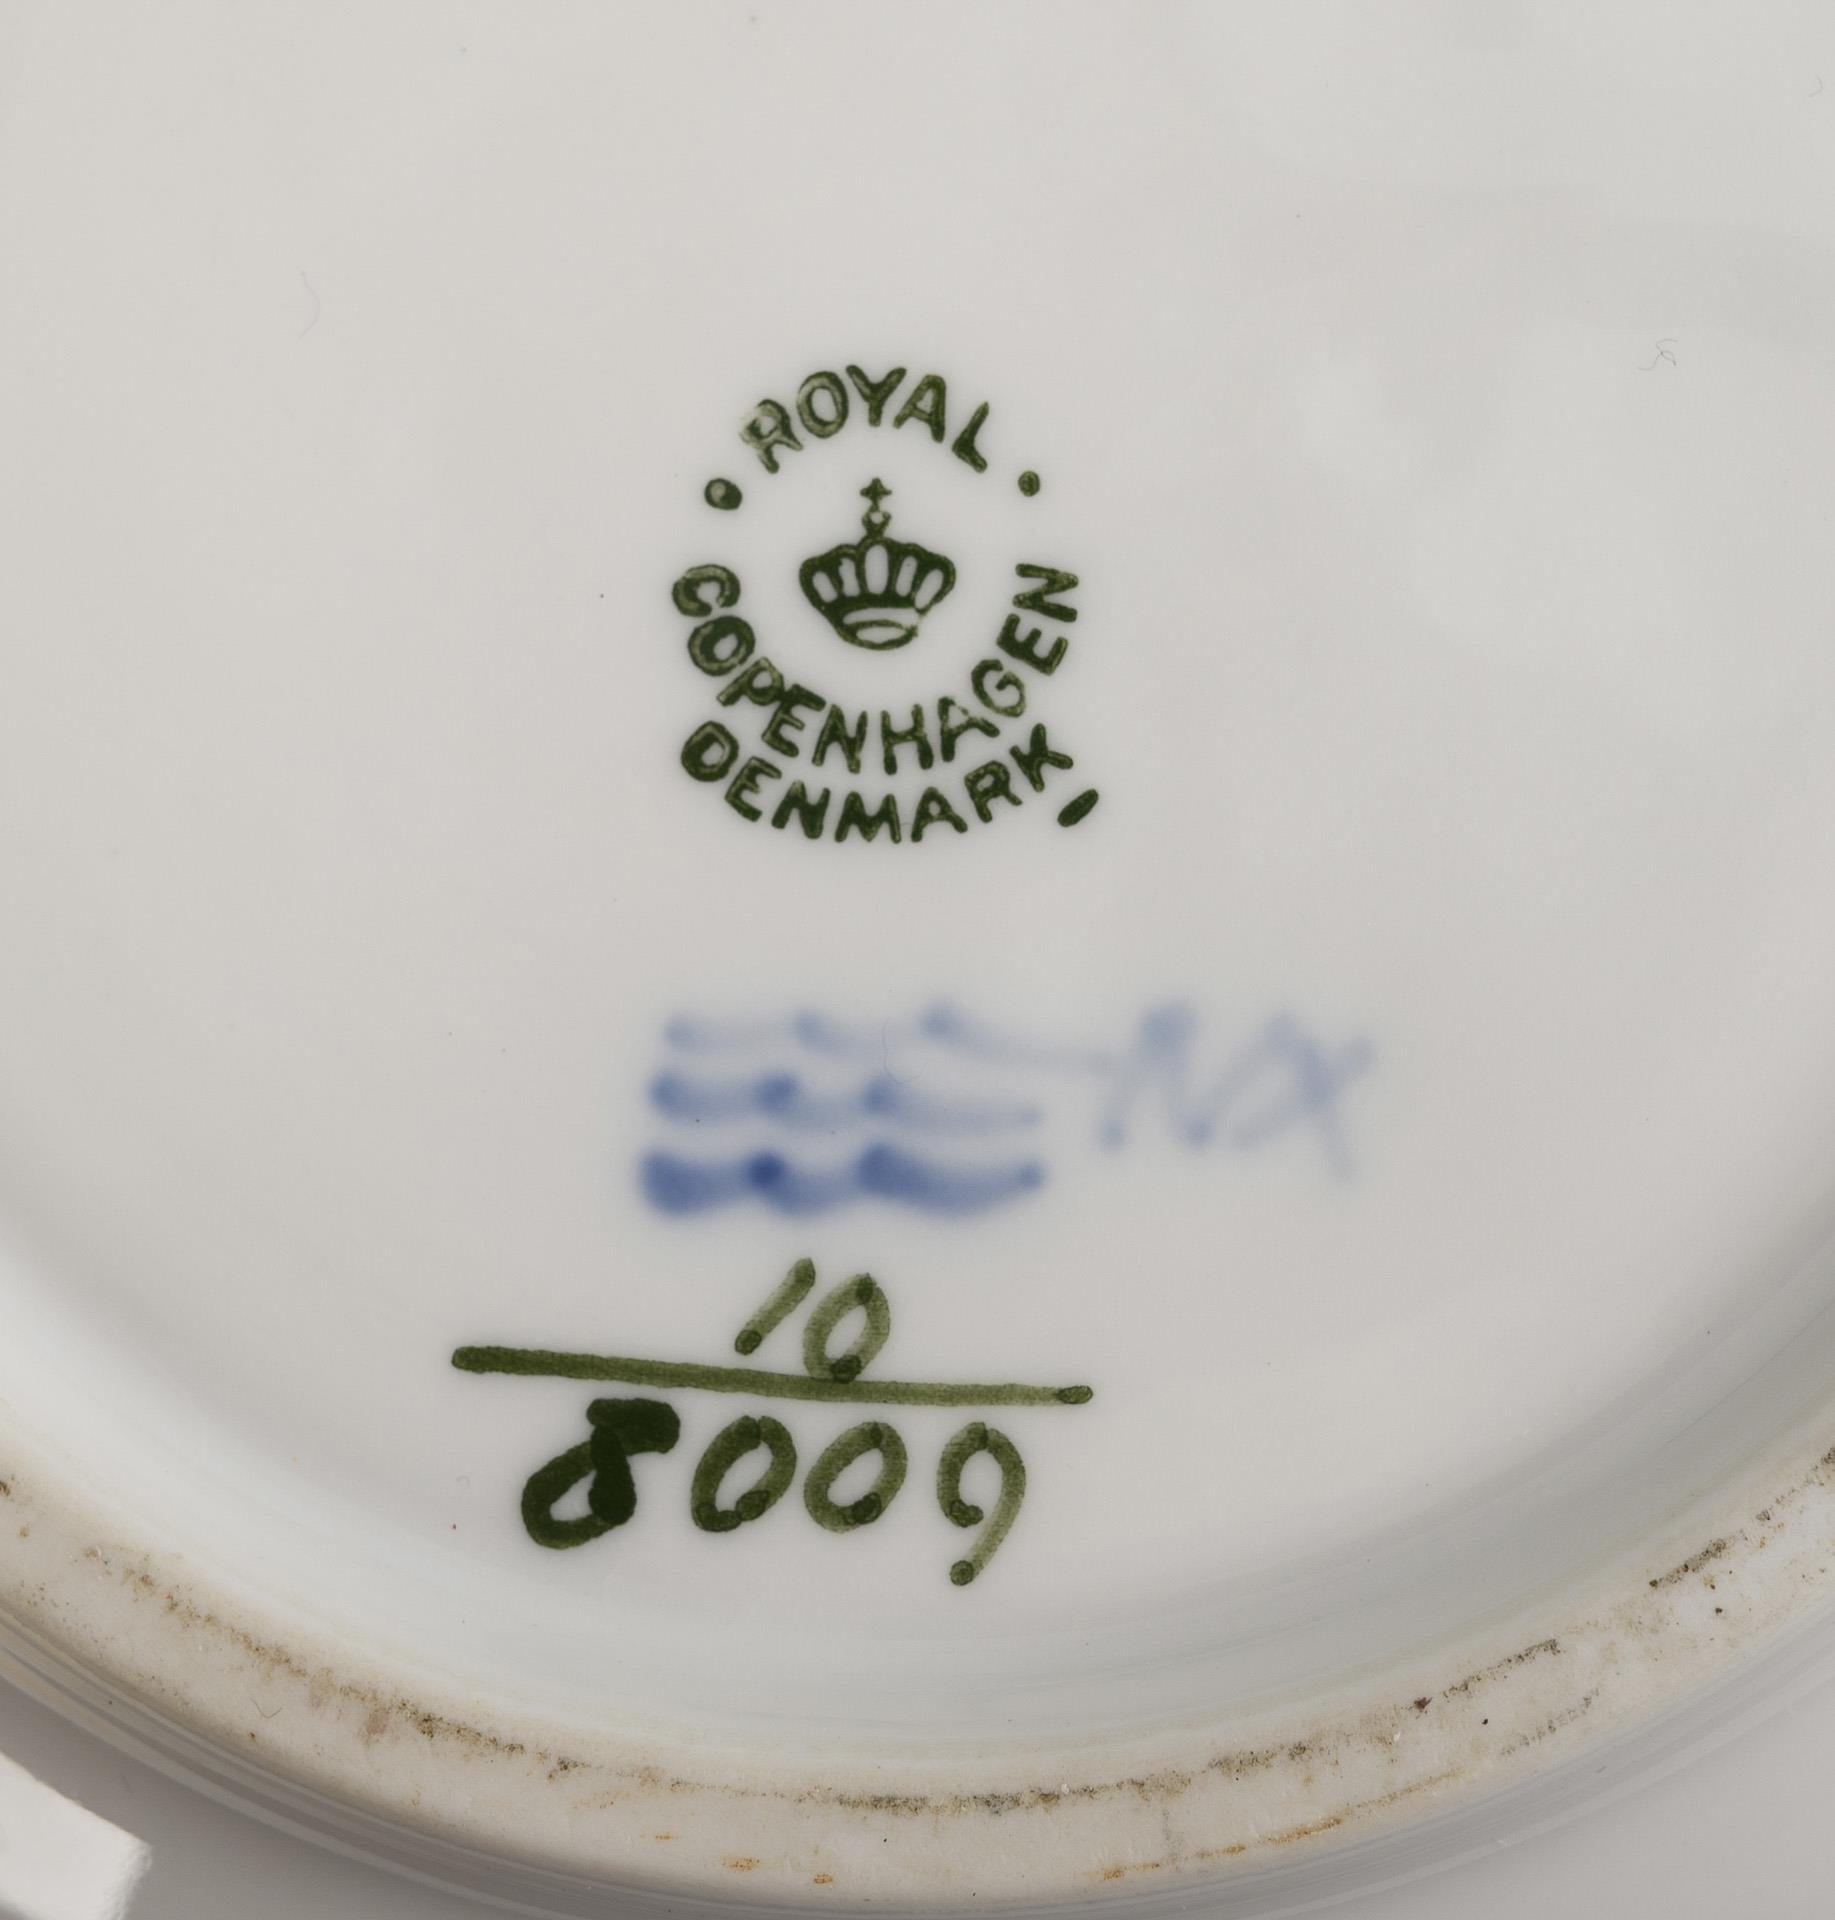 ROYAL
COPENHAGEN
DENMARK
10
8009